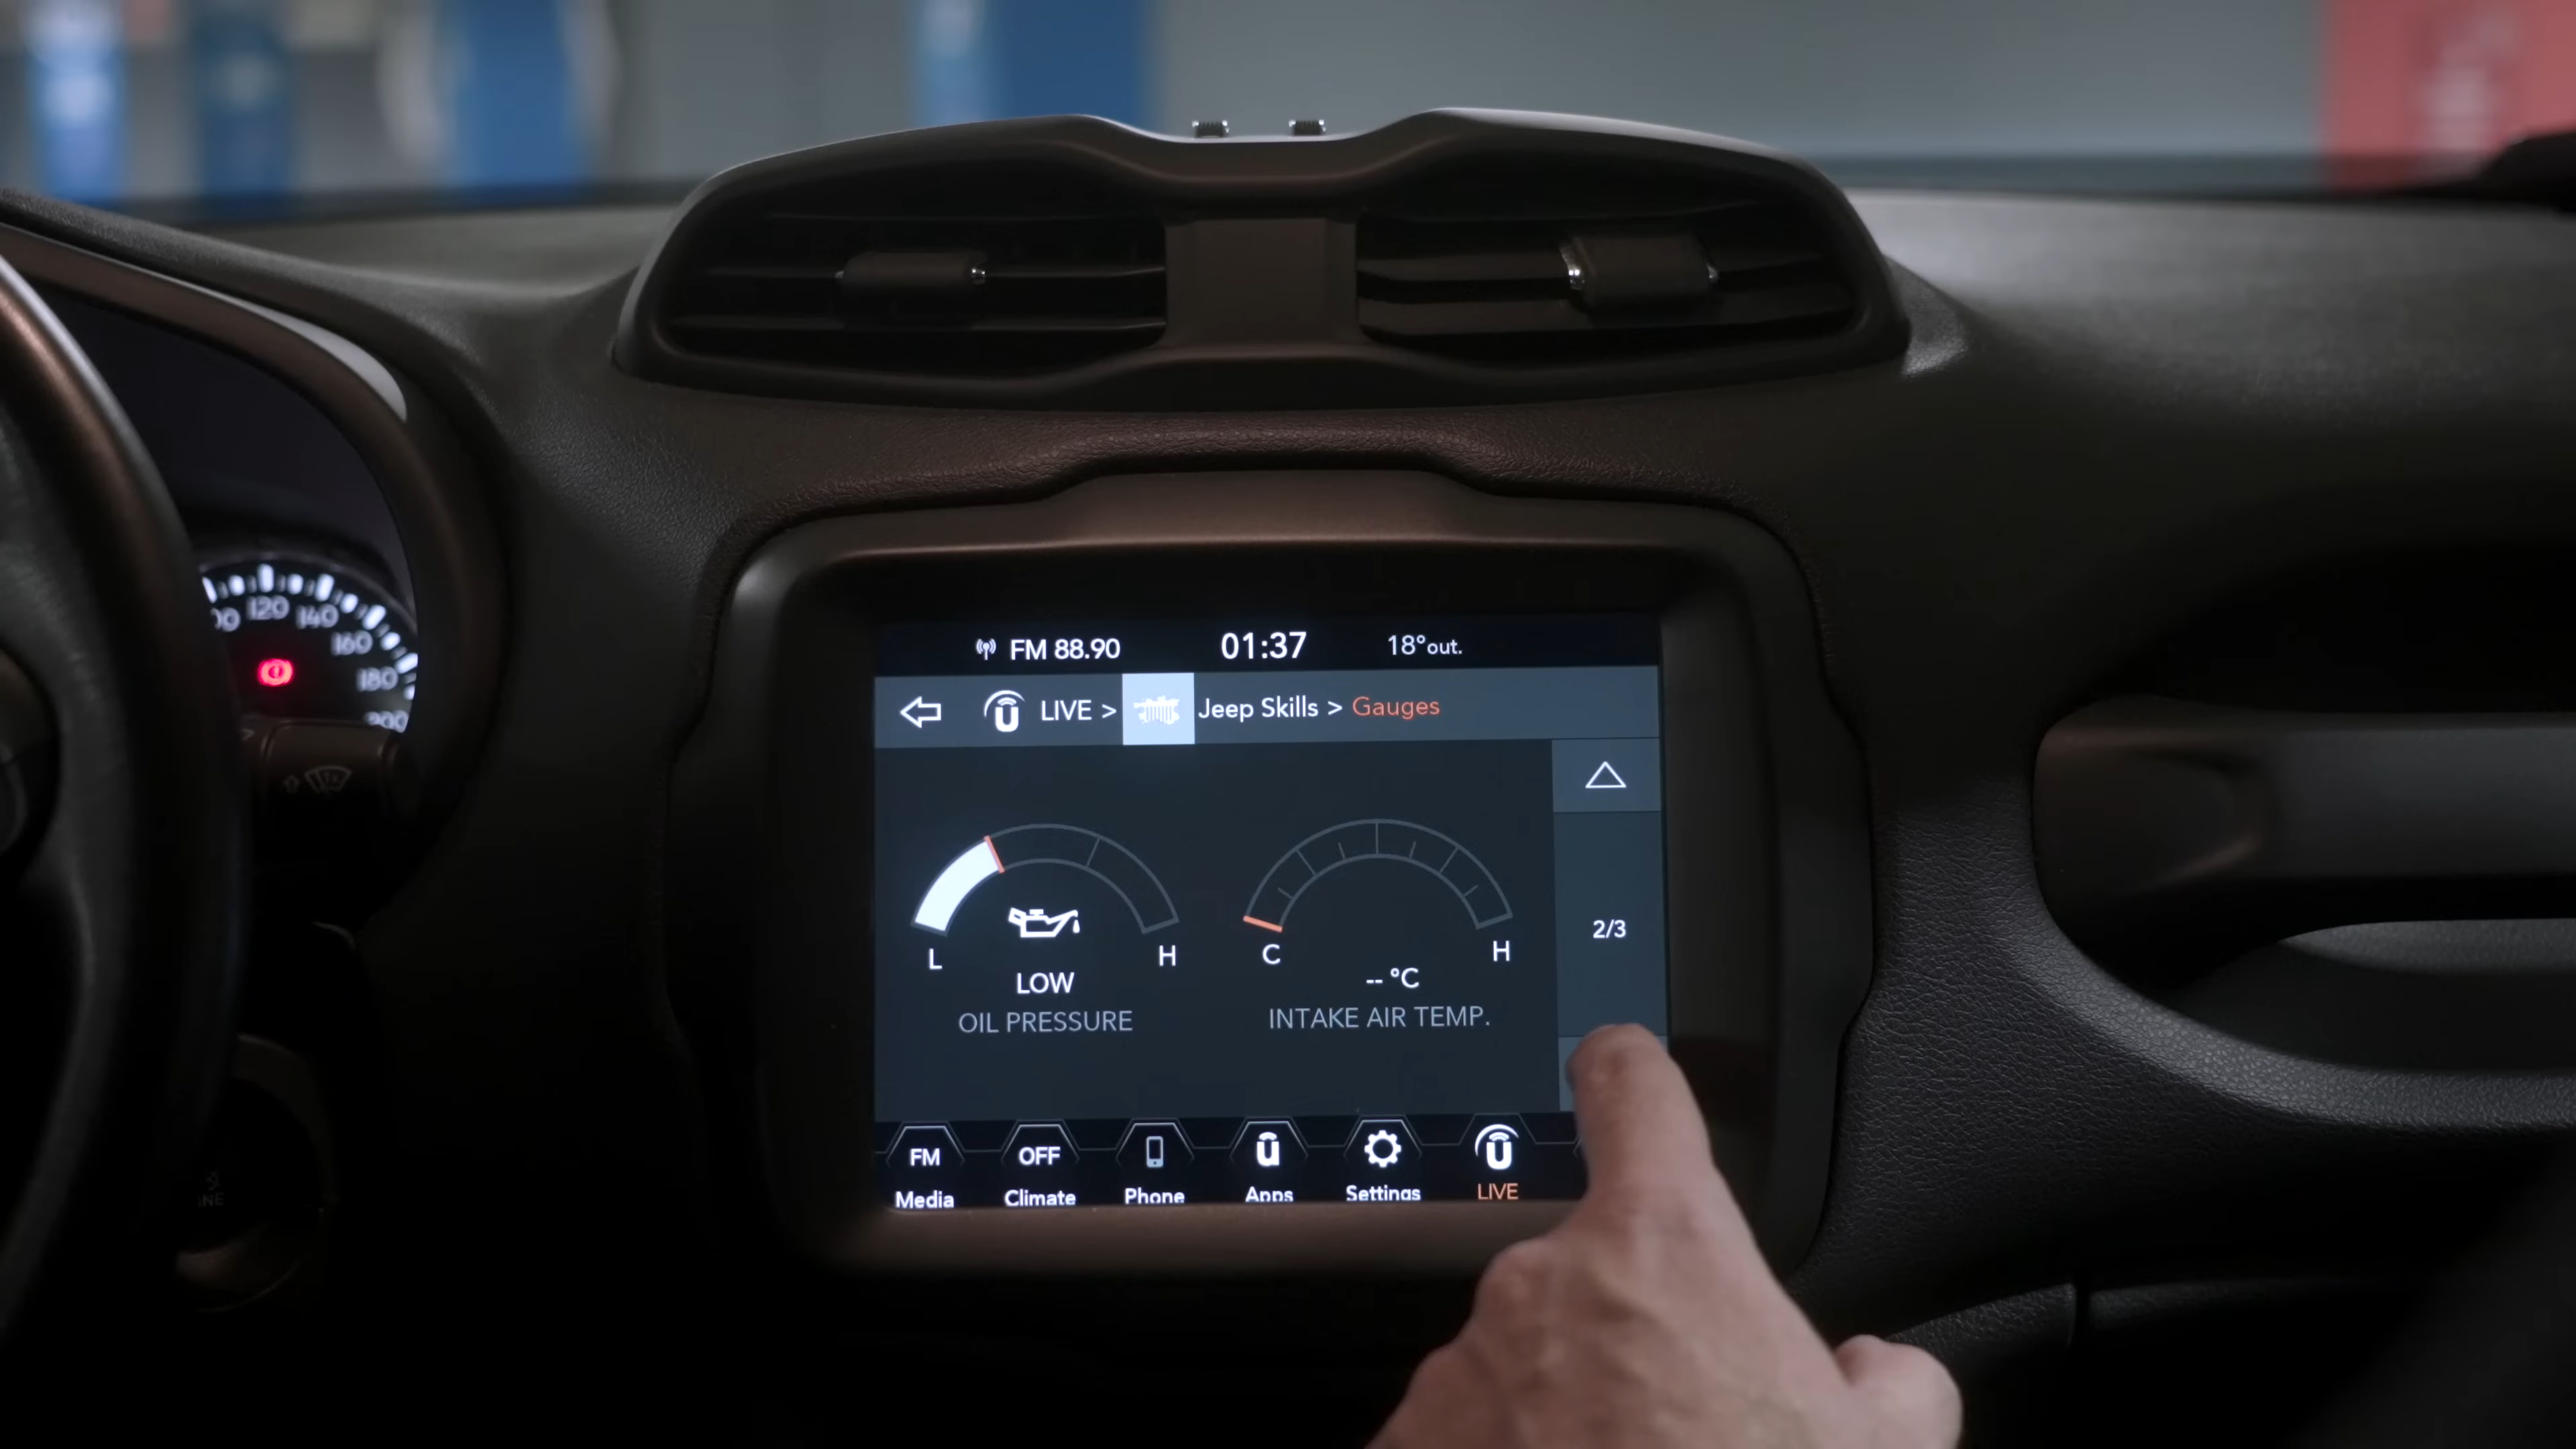 FM 88.90
01:37
18°out.
LIVE >
Jeep Skills > Gauges
120
140
160
180
200
2/3
L
H
LOW
OIL PRESSURE
C
H
-- °C
INTAKE AIR TEMP.
FM
Media
OFF
Climate
Phone
Apps
Settings
LIVE